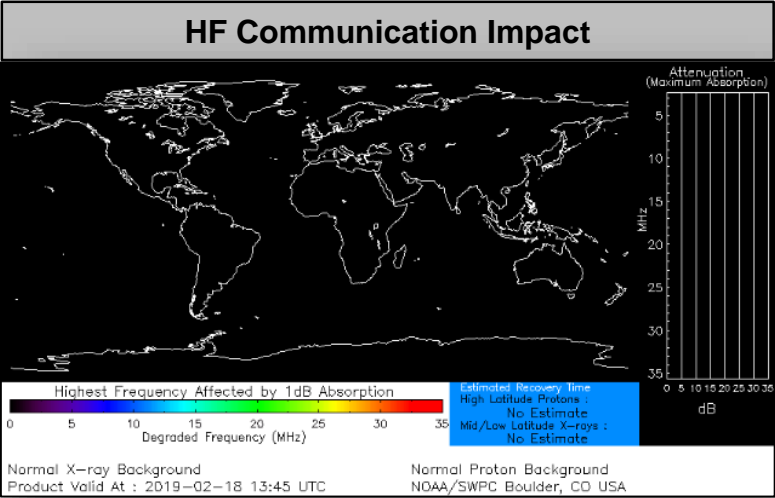 HF Communication Impact
Attenuation
(Maximum Absorption)
5
10
15
20
25
30
35
MHz
0 5 10 15 20 25 30 35
dB
Highest Frequency Affected by 1dB Absorption
0 5 10 15 20 25 30 35
Degraded Frequency (MHz)
Estimated Recovery Time
High Latitude Protons :
No Estimate
Mid/Low Latitude X-rays :
No Estimate
Normal X-ray Background
Normal Proton Background
Product Valid At : 2019-02-18 13:45 UTC
NOAA/SWPC Boulder, CO USA